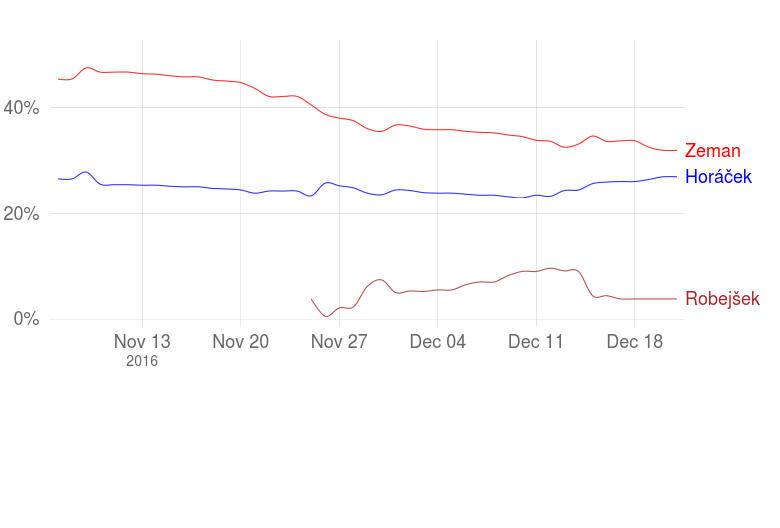 40%
Zeman
Horáček
20%
Robejšek
0%
Nov 13 Nov 20 Nov 27 Dec 04 Dec 11 Dec 18
2016